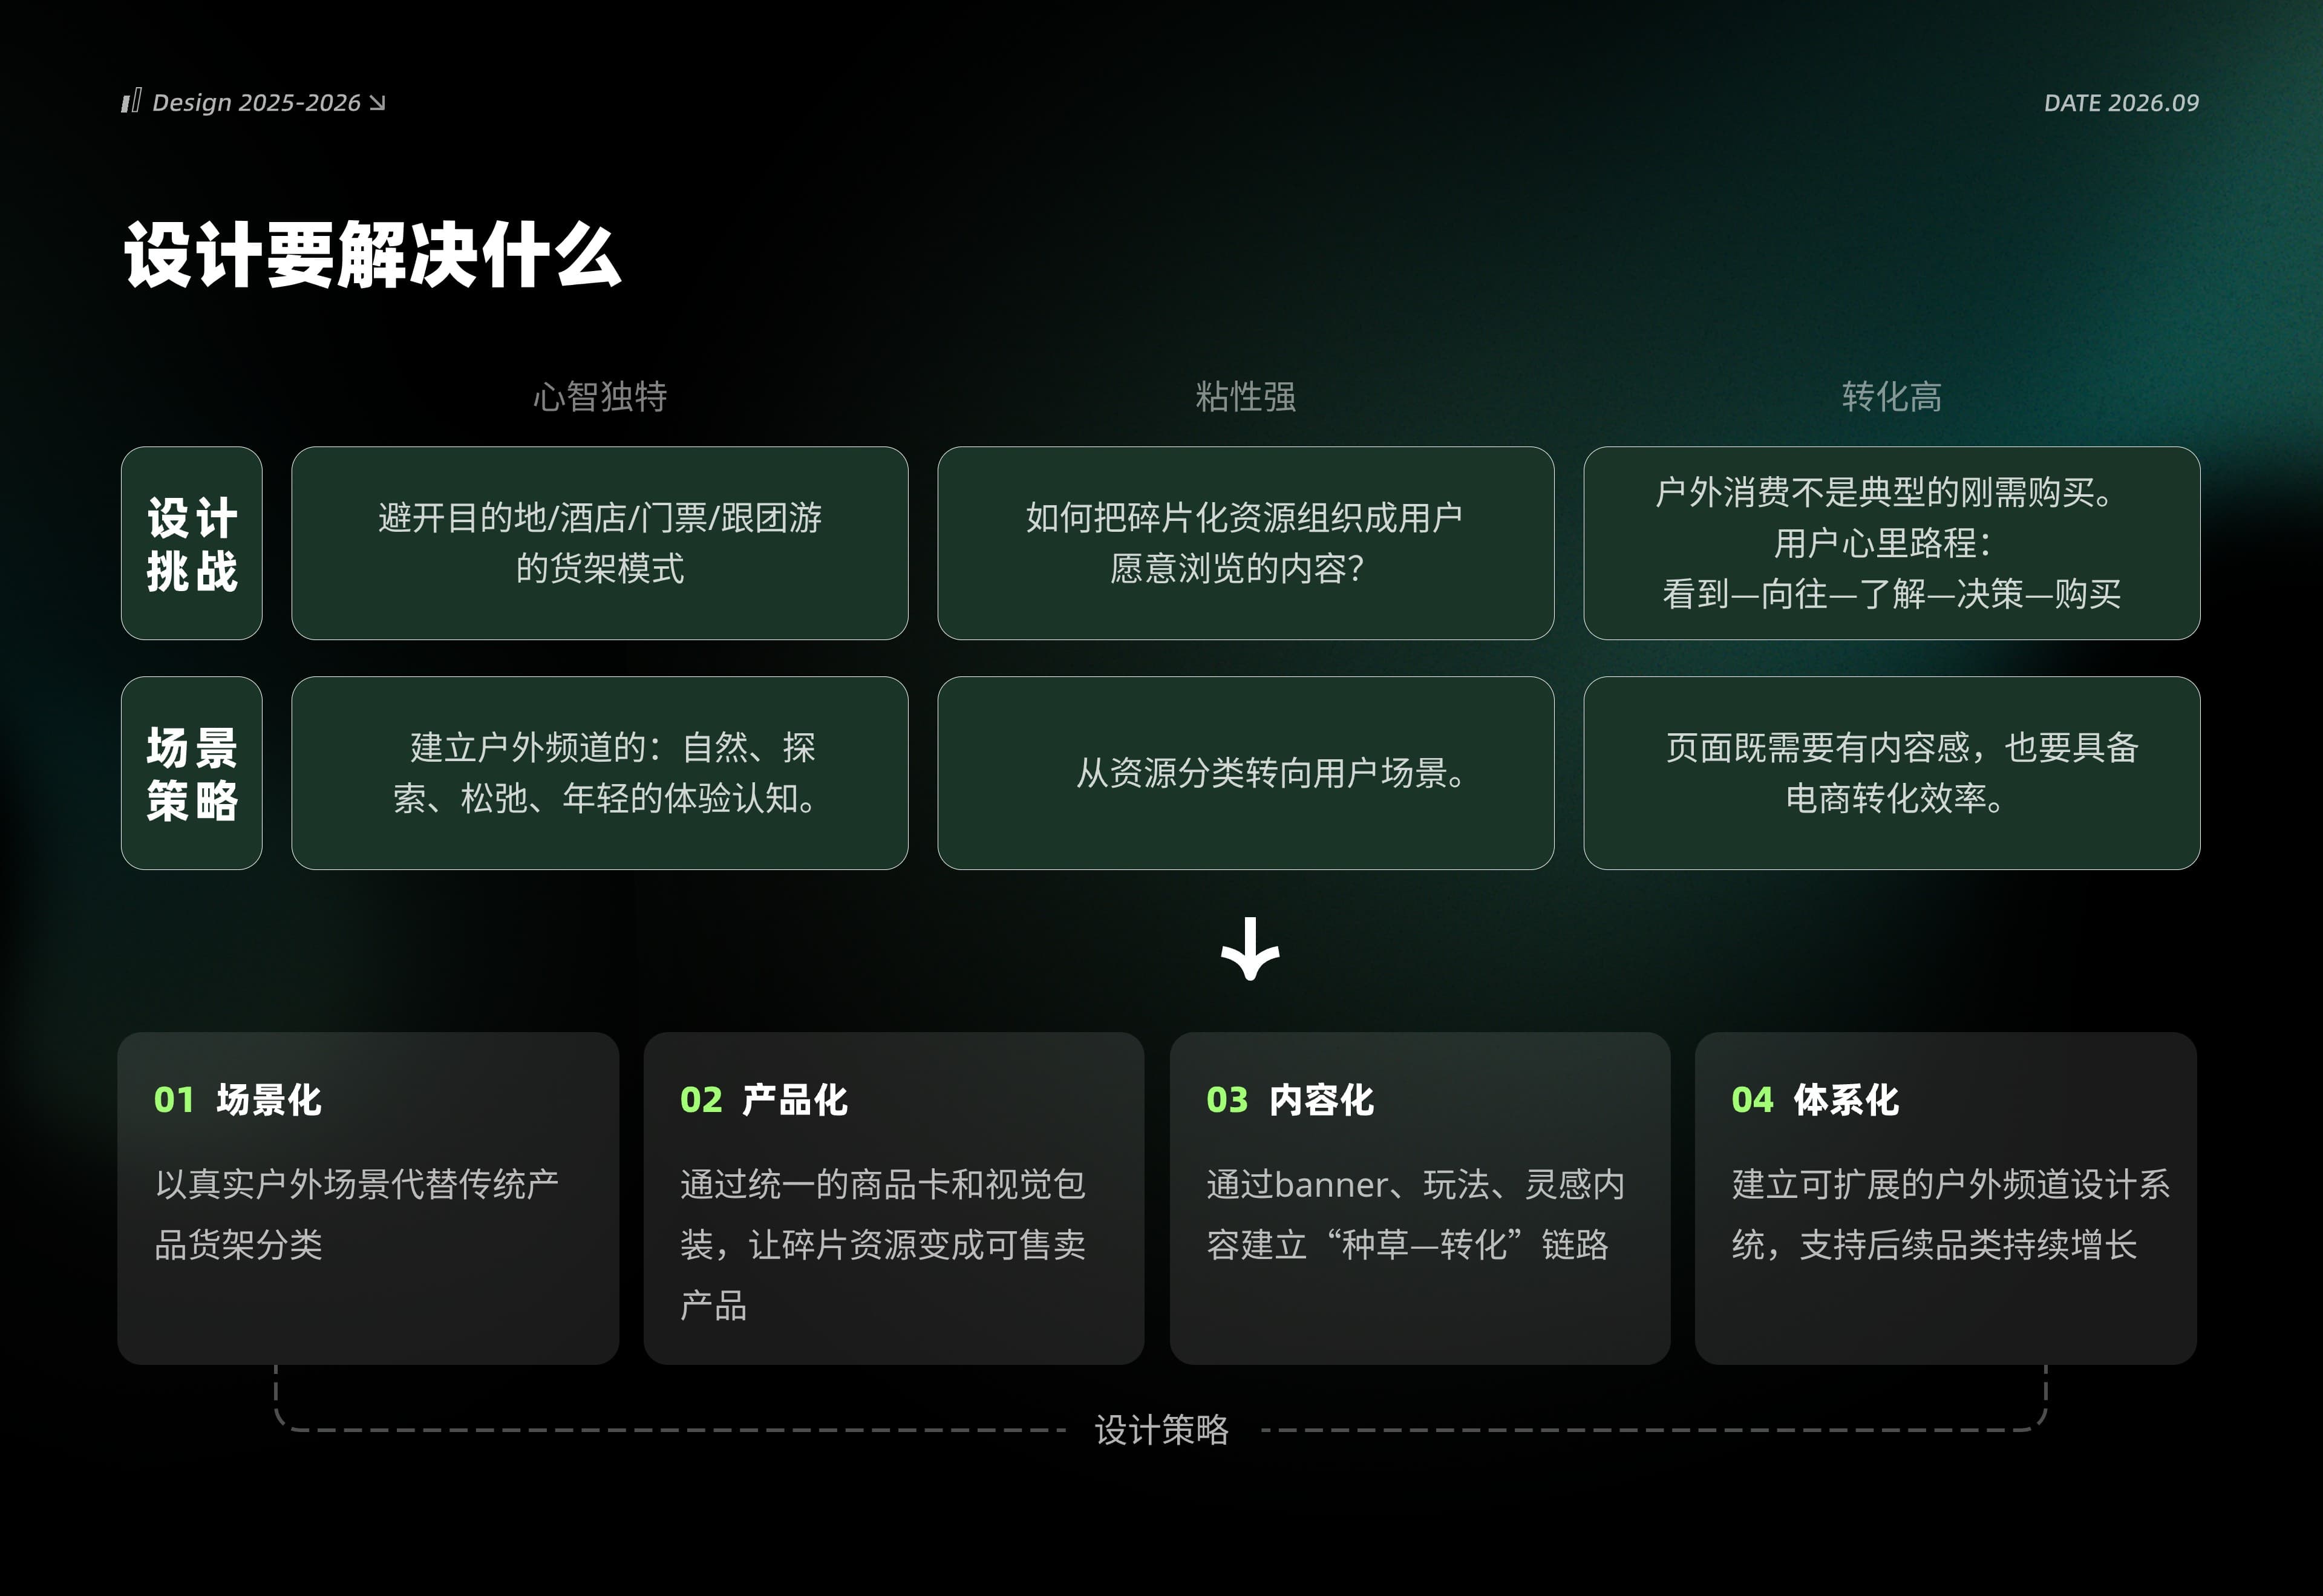 Design 2025-2026
DATE 2026.09
设计要解决什么
心智独特
粘性强
转化高
设计
挑战
避开目的地/酒店/门票/跟团游
的货架模式
如何把碎片化资源组织成用户
愿意浏览的内容?
户外消费不是典型的刚需购买。
用户心里路程：
看到—向往—了解—决策—购买
场景
策略
建立户外频道的：自然、探
索、松弛、年轻的体验认知。
从资源分类转向用户场景。
页面既需要有内容感，也要具备
电商转化效率。
01 场景化
以真实户外场景代替传统产
品货架分类
02 产品化
通过统一的商品卡和视觉包
装，让碎片资源变成可售卖
产品
03 内容化
通过banner、玩法、灵感内
容建立“种草—转化”链路
04 体系化
建立可扩展的户外频道设计系
统，支持后续品类持续增长
设计策略